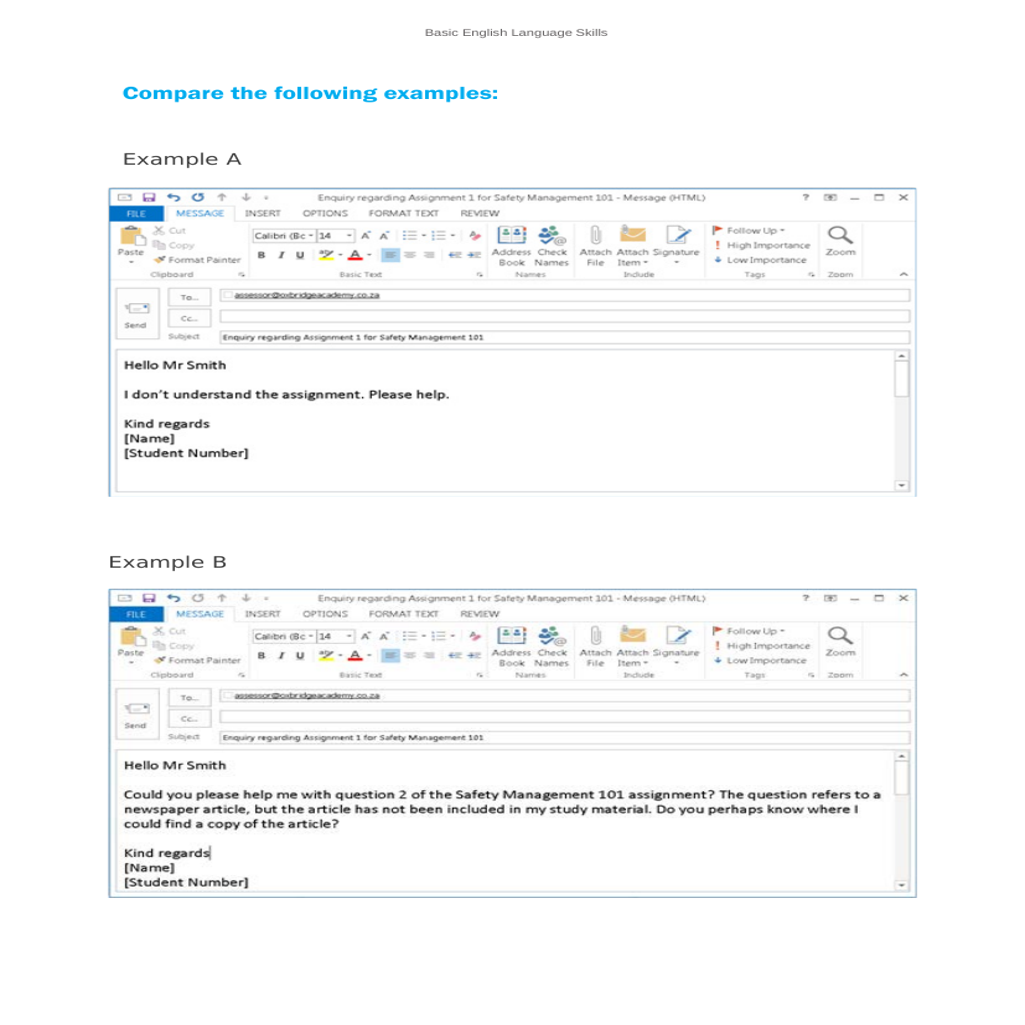 Basic English Language Skills
Compare the following examples:
Example A
Enquiry regarding Assignment 1 for Safety Management 101 - Message (HTML) ?
FILE MESSAGE INSERT OPTIONS FORMAT TEXT REVIEW
Cut
Copy
Format Painter
Paste
Clipboard
Calibri (Bc 14
B I U
Basic Text
Address Book
Check Names
Names
Attach File
Attach Item
Signature
Include
Follow Up
High Importance
Low Importance
Tags
Zoom
Zoom
Send
To... assessor@oxbridgeacademy.co.za
Cc...
Subject Enquiry regarding Assignment 1 for Safety Management 101
Hello Mr Smith
I don't understand the assignment. Please help.
Kind regards
[Name]
[Student Number]
Example B
Enquiry regarding Assignment 1 for Safety Management 101 - Message (HTML) ?
FILE MESSAGE INSERT OPTIONS FORMAT TEXT REVIEW
Cut
Copy
Format Painter
Paste
Clipboard
Calibri (Bc 14
B I U
Basic Text
Address Book
Check Names
Names
Attach File
Attach Item
Signature
Include
Follow Up
High Importance
Low Importance
Tags
Zoom
Zoom
Send
To... assessor@oxbridgeacademy.co.za
Cc...
Subject Enquiry regarding Assignment 1 for Safety Management 101
Hello Mr Smith
Could you please help me with question 2 of the Safety Management 101 assignment? The question refers to a
newspaper article, but the article has not been included in my study material. Do you perhaps know where I
could find a copy of the article?
Kind regards
[Name]
[Student Number]